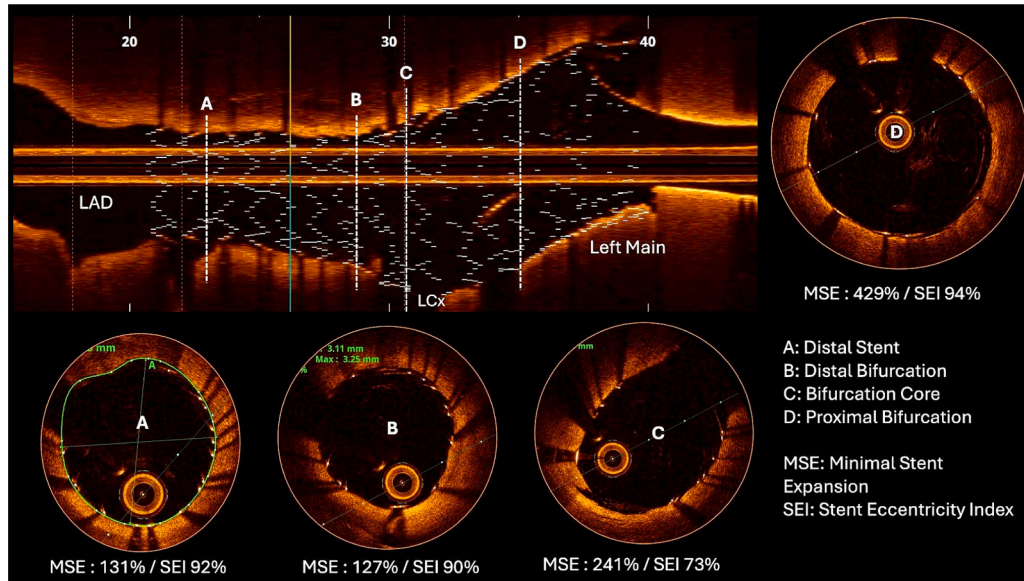 20
30
40
A
B
C
D
LAD
LCx
Left Main
D
MSE : 429% / SEI 94%
mm
A
A
3.11 mm
Max : 3.25 mm
%
B
mm
C
A: Distal Stent
B: Distal Bifurcation
C: Bifurcation Core
D: Proximal Bifurcation
MSE: Minimal Stent
Expansion
SEI: Stent Eccentricity Index
MSE : 131% / SEI 92%
MSE : 127% / SEI 90%
MSE : 241% / SEI 73%